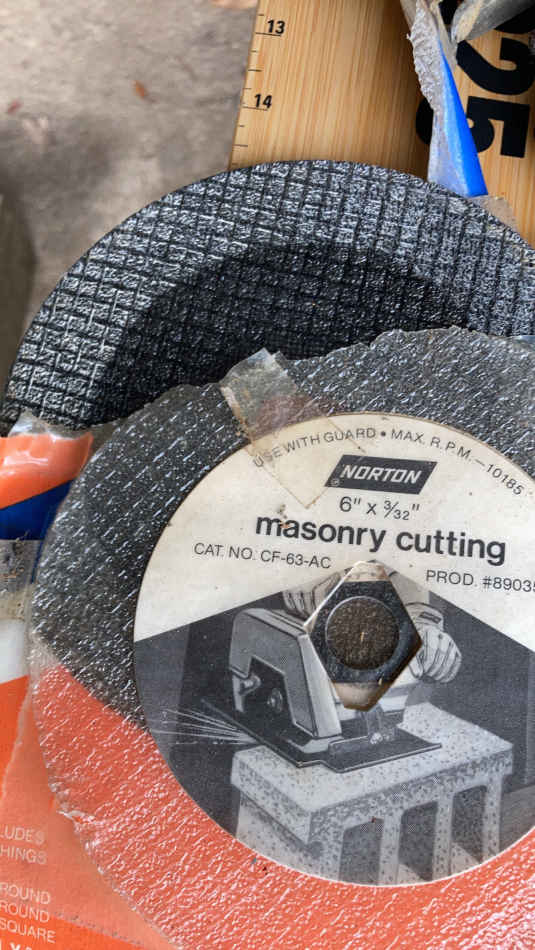 13
14
25
USE WITH GUARD • MAX. R.P.M.—10185
NORTON
®
6" x 3/32"
masonry cutting
CAT. NO. CF-63-AC
PROD. #8903
LUDES
HINGS
ROUND
ROUND
SQUARE